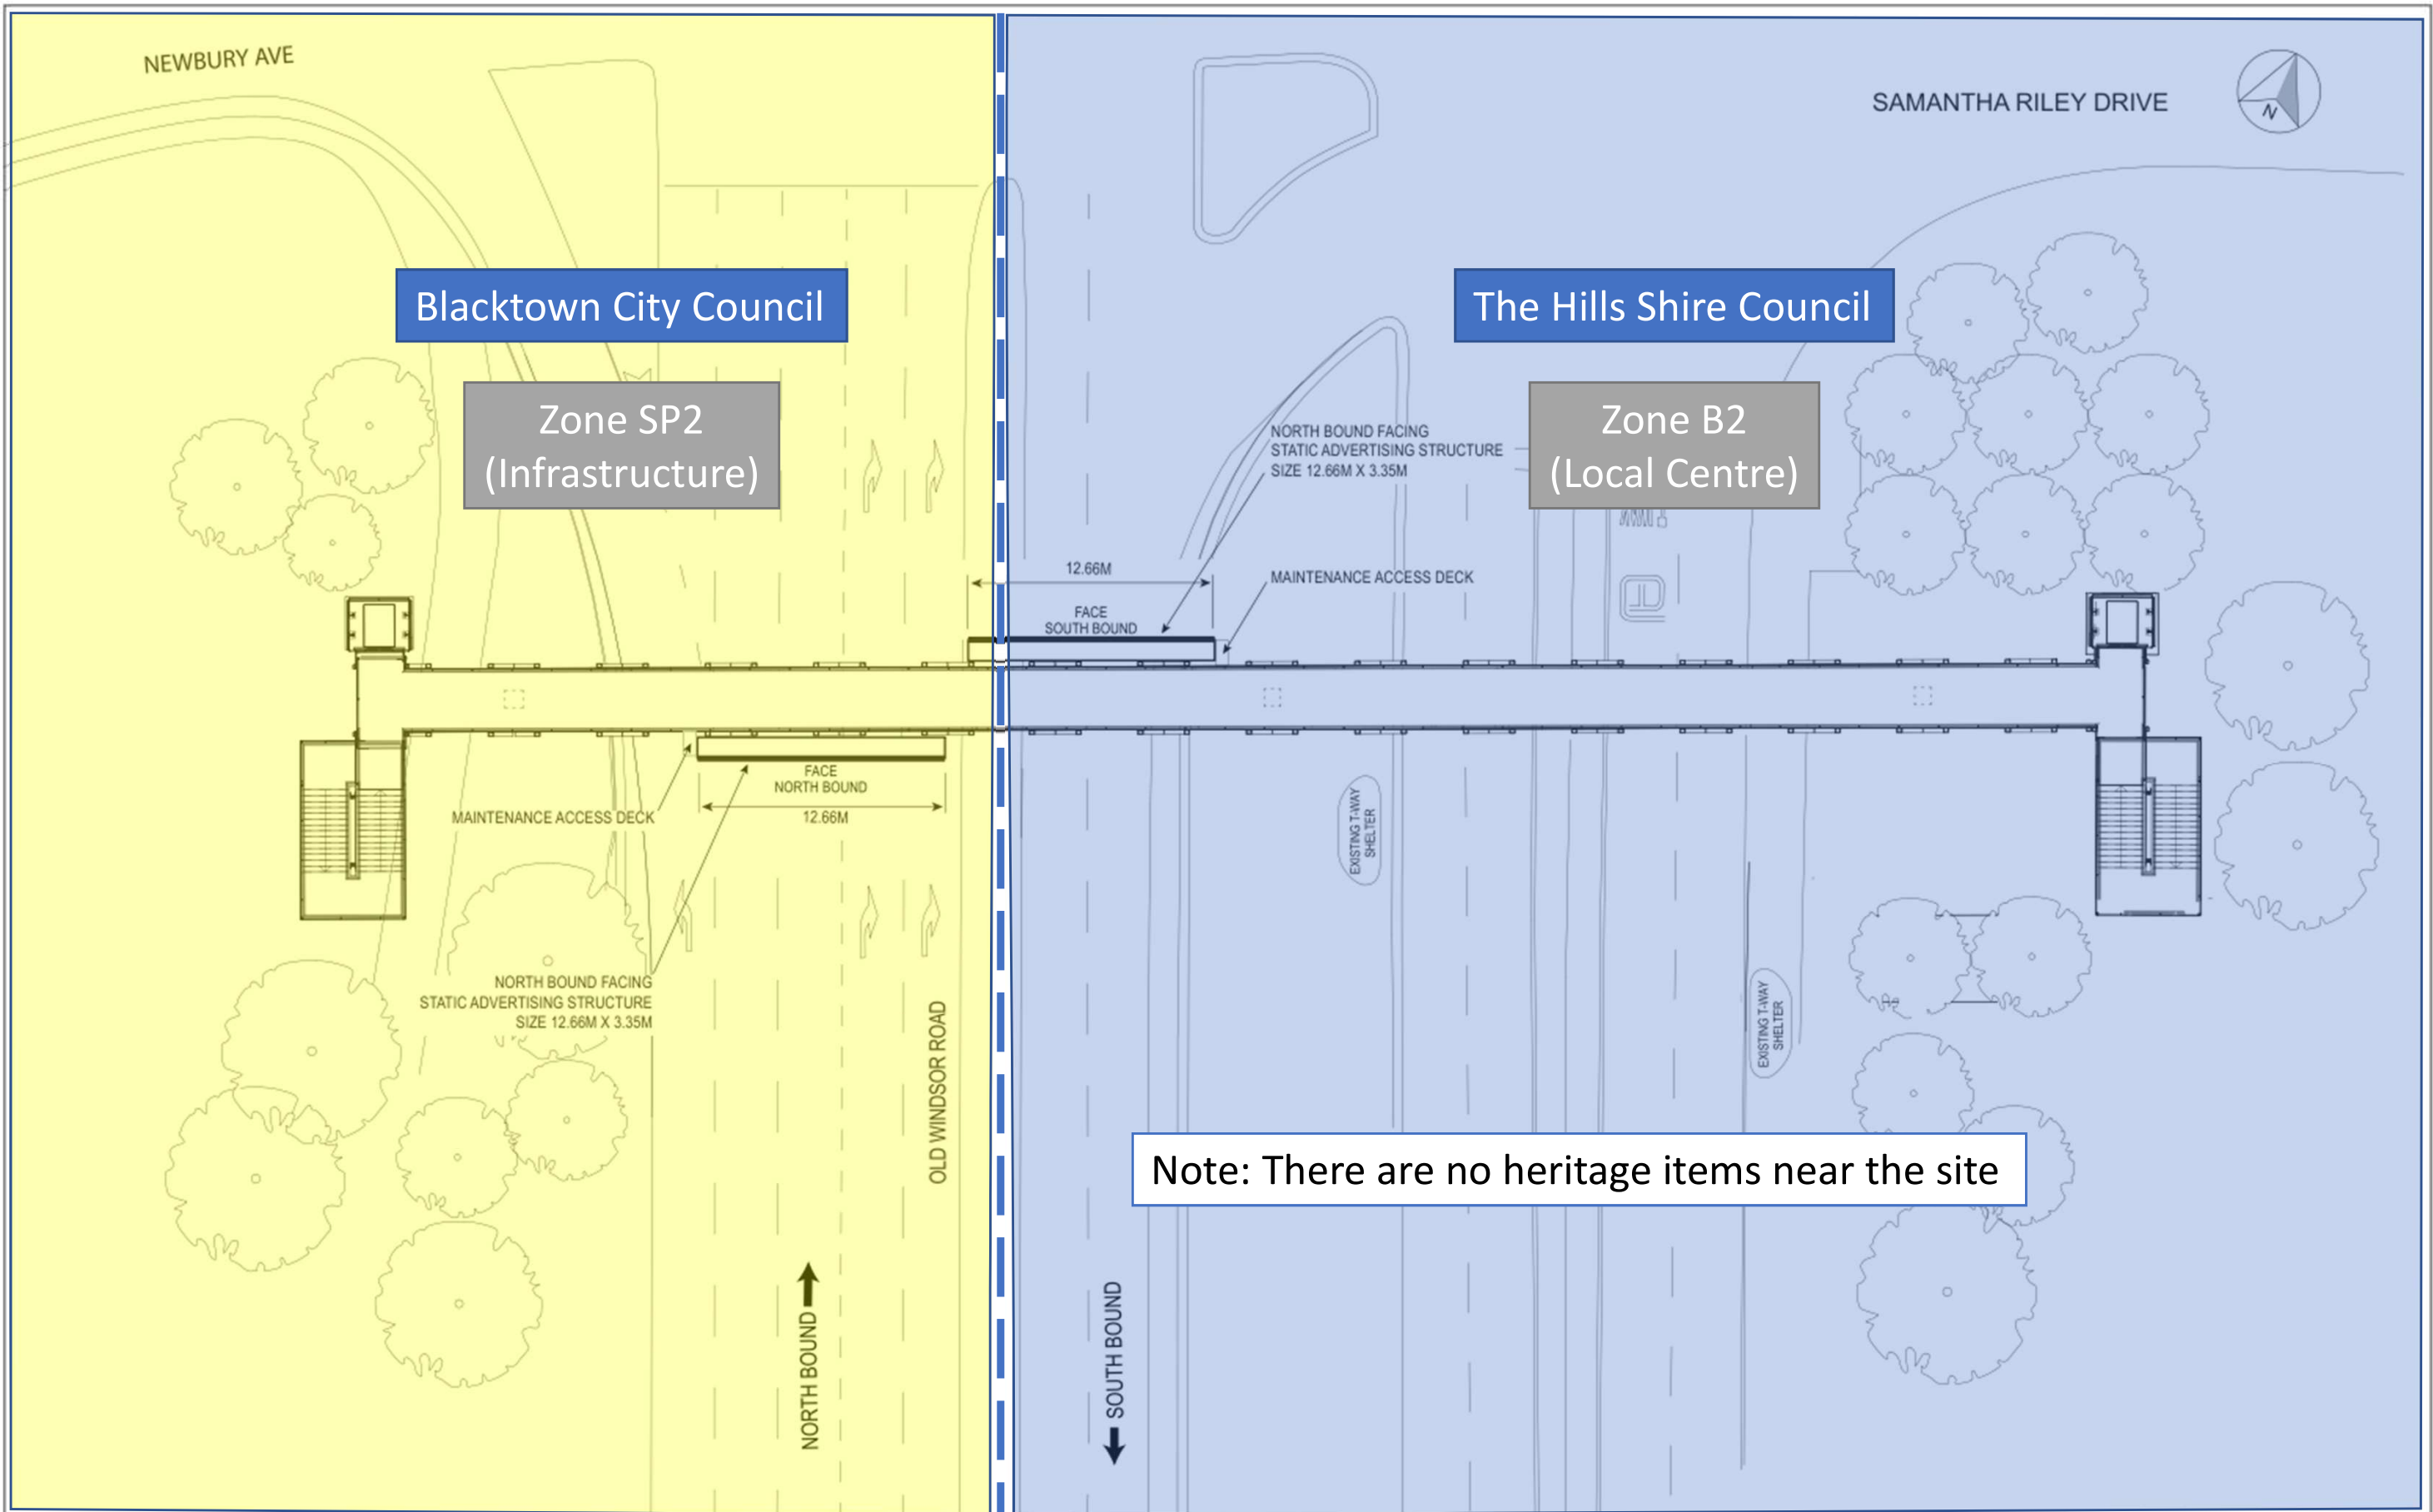 NEWBURY AVE
SAMANTHA RILEY DRIVE
N
Blacktown City Council
The Hills Shire Council
Zone SP2
(Infrastructure)
Zone B2
(Local Centre)
NORTH BOUND FACING
STATIC ADVERTISING STRUCTURE
SIZE 12.66M X 3.35M
12.66M
MAINTENANCE ACCESS DECK
FACE
SOUTH BOUND
FACE
NORTH BOUND
12.66M
MAINTENANCE ACCESS DECK
EXISTING T-WAY
SHELTER
NORTH BOUND FACING
STATIC ADVERTISING STRUCTURE
SIZE 12.66M X 3.35M
OLD WINDSOR ROAD
EXISTING T-WAY
SHELTER
Note: There are no heritage items near the site
NORTH BOUND
SOUTH BOUND